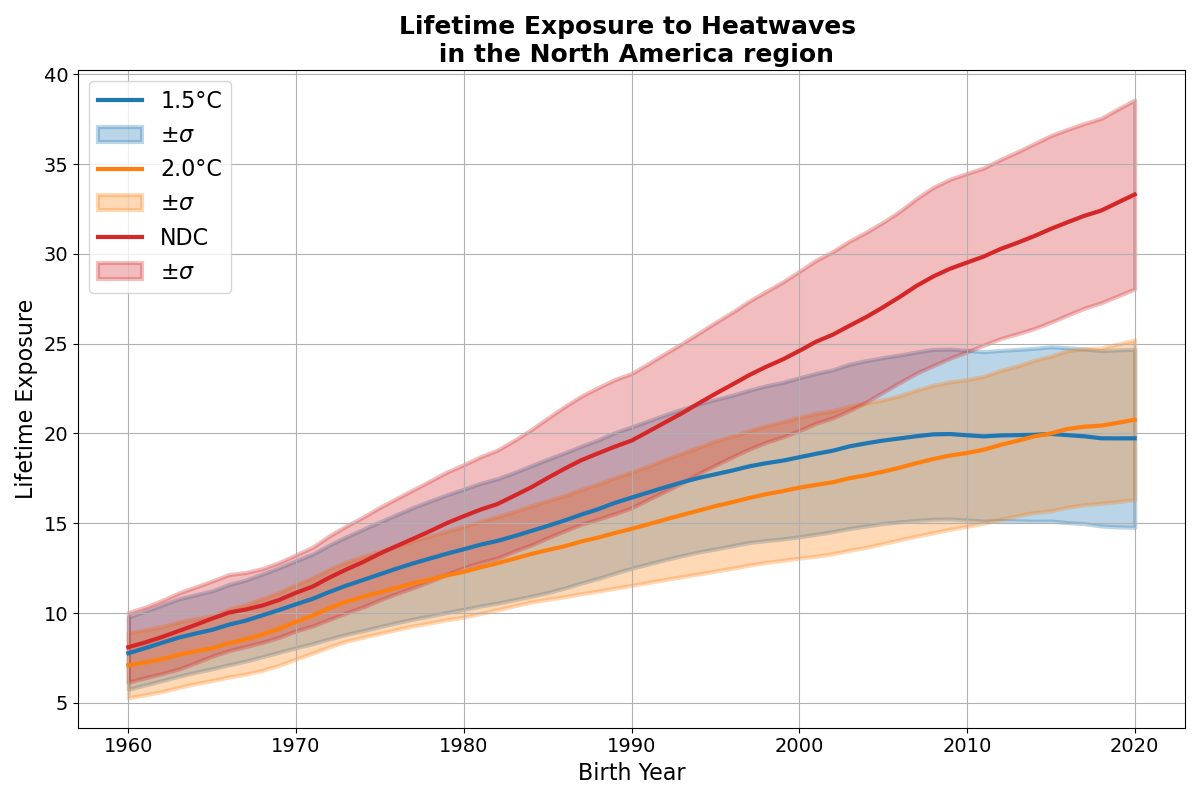 Lifetime Exposure to Heatwaves
in the North America region
40
35
30
25
20
15
10
5
Lifetime Exposure
1.5°C
±σ
2.0°C
±σ
NDC
±σ
1960 1970 1980 1990 2000 2010 2020
Birth Year